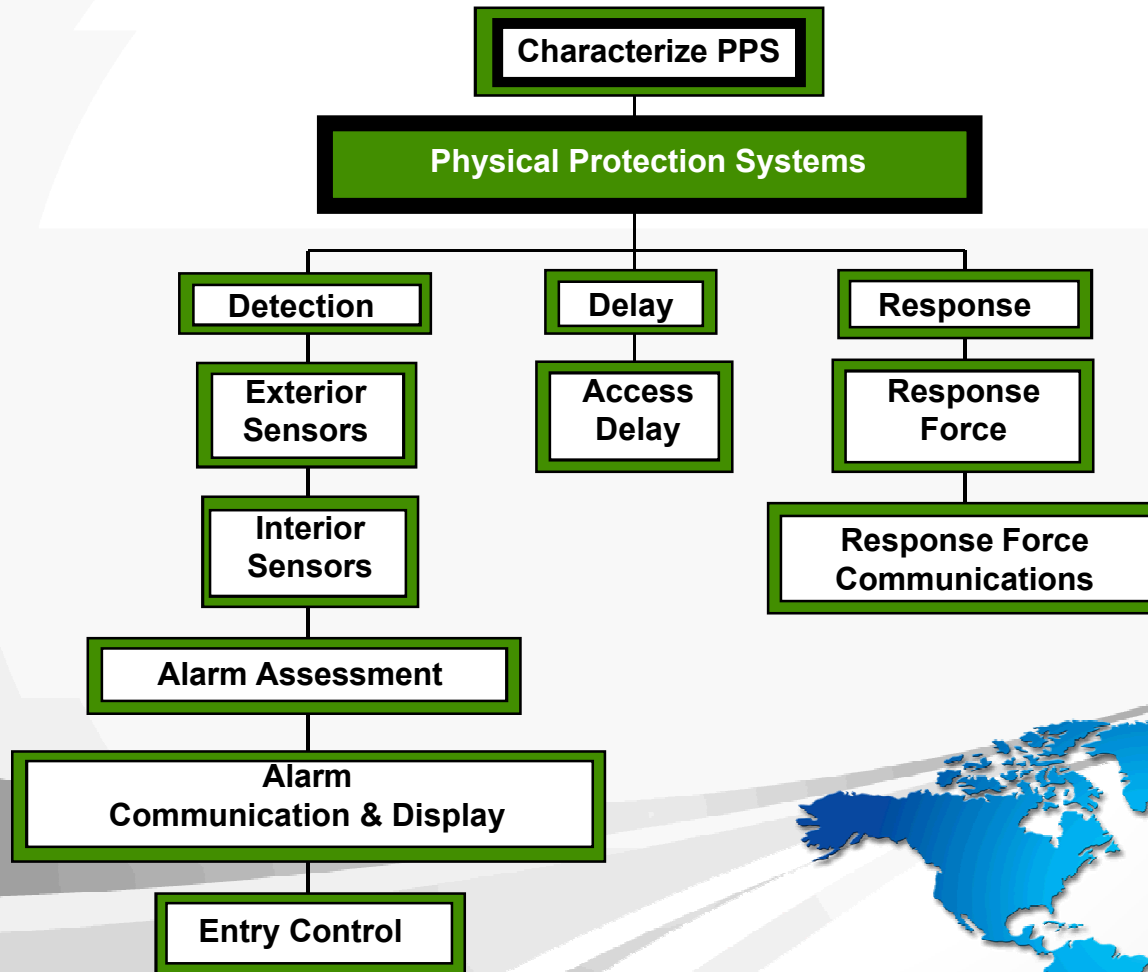 Characterize PPS
Physical Protection Systems
Detection
Delay
Response
Exterior
Sensors
Access
Delay
Response
Force
Interior
Sensors
Response Force
Communications
Alarm Assessment
Alarm
Communication & Display
Entry Control